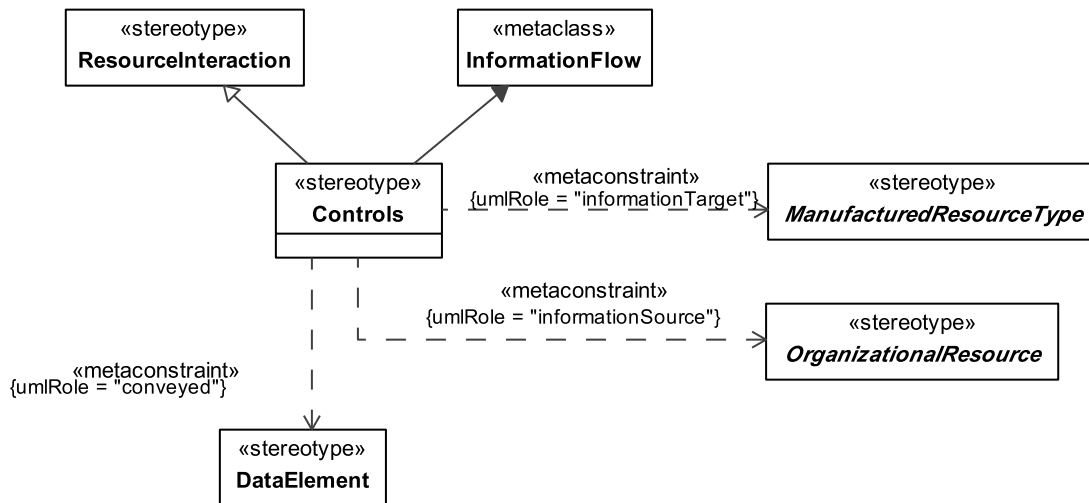 «stereotype»
ResourceInteraction
«metaclass»
InformationFlow
«stereotype»
Controls
«metaconstraint»
{umlRole = "informationTarget"}
«stereotype»
ManufacturedResourceType
«metaconstraint»
{umlRole = "informationSource"}
«stereotype»
OrganizationalResource
«metaconstraint»
{umlRole = "conveyed"}
«stereotype»
DataElement